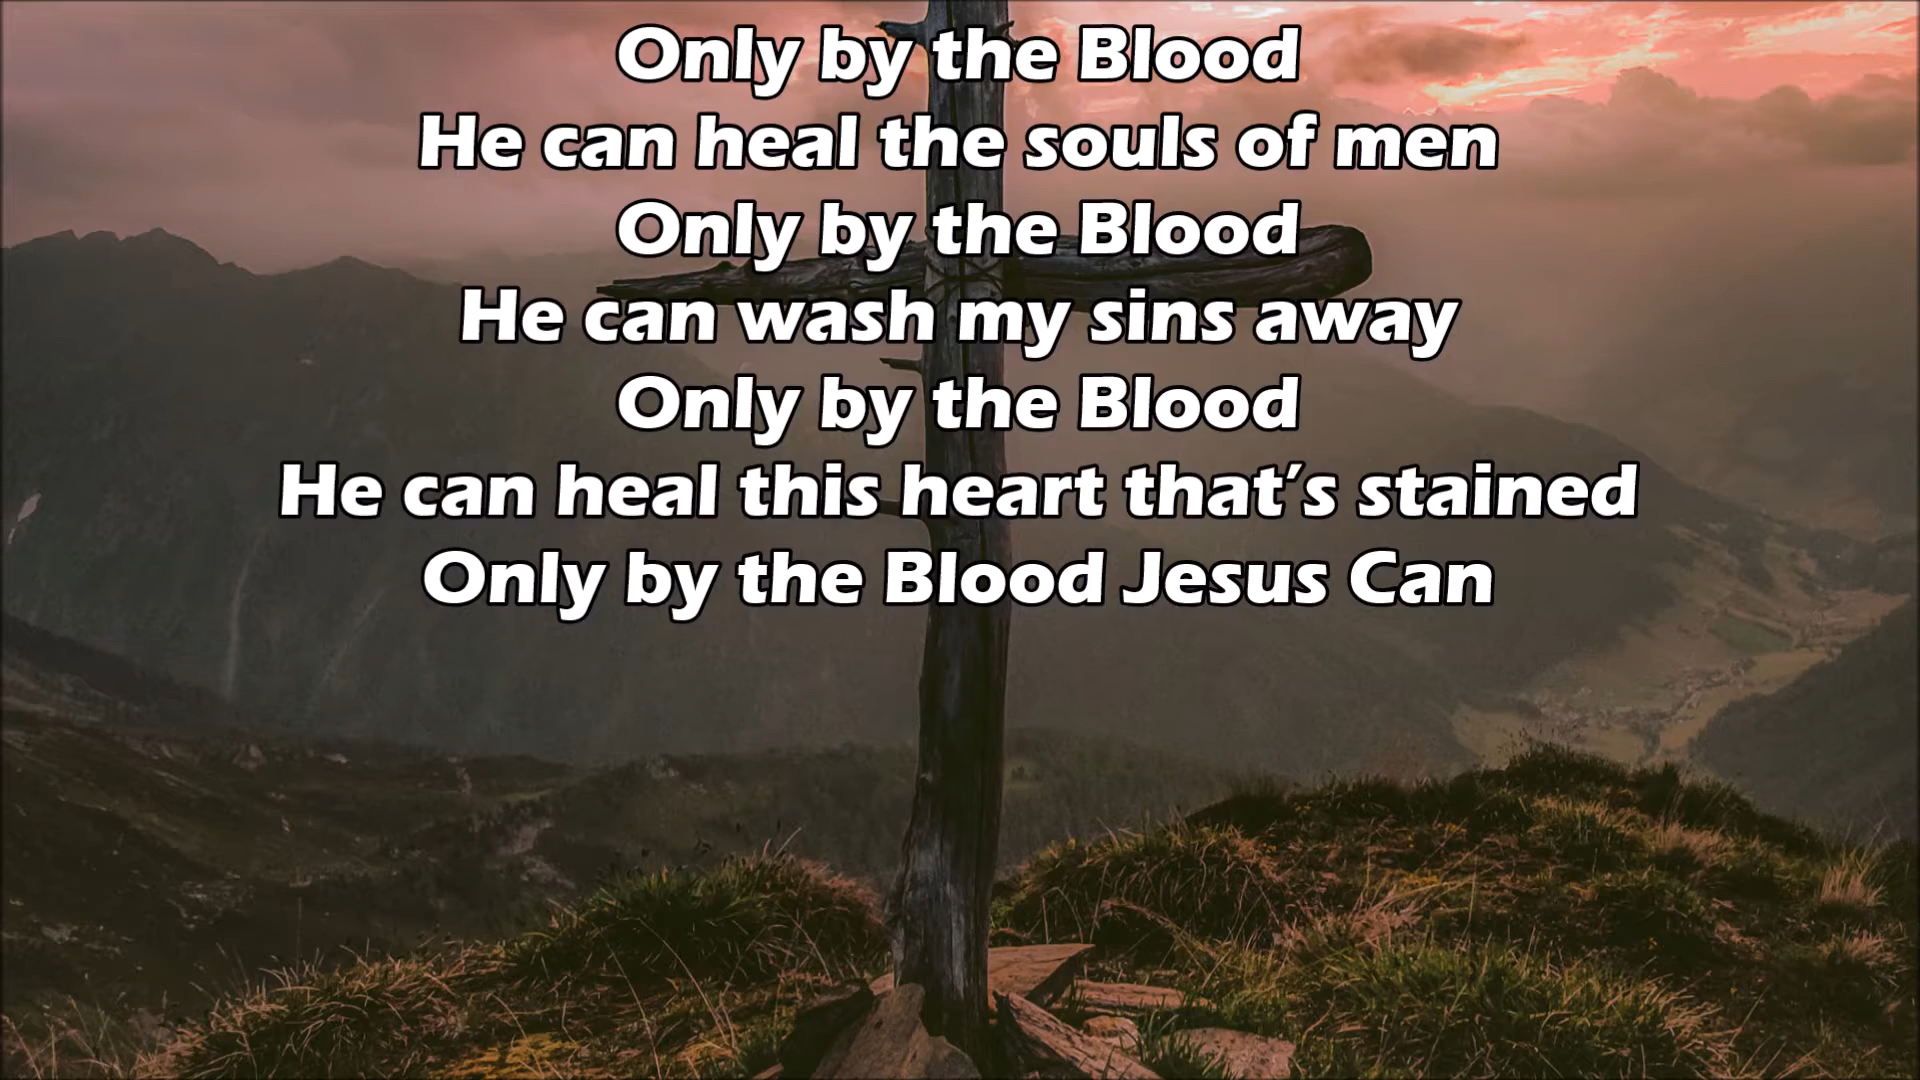 Only by the Blood
He can heal the souls of men
Only by the Blood
He can wash my sins away
Only by the Blood
He can heal this heart that's stained
Only by the Blood Jesus Can